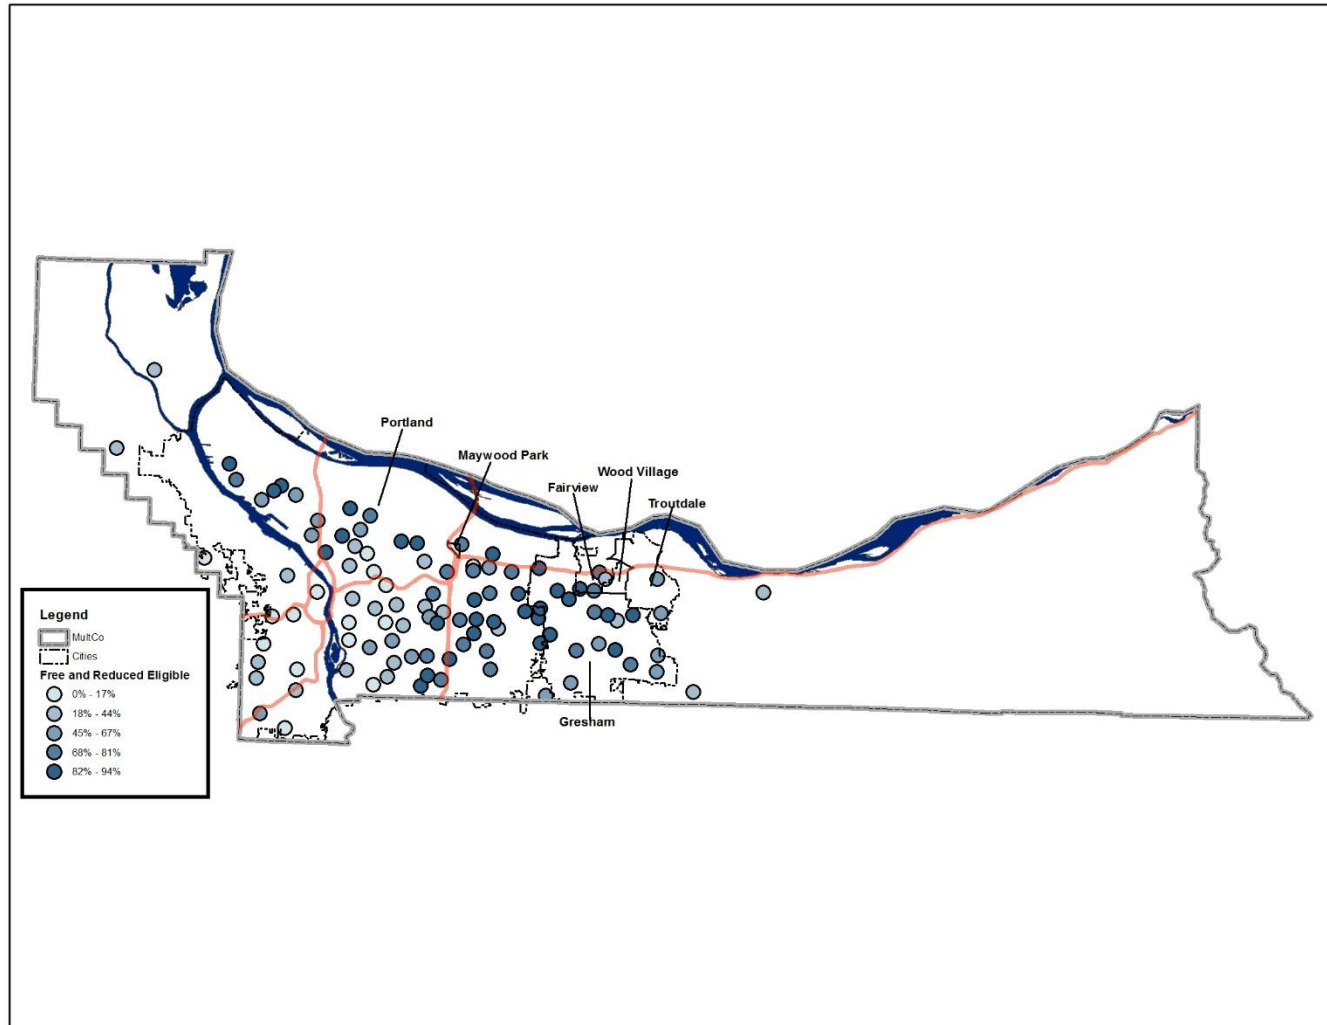 Portland
Maywood Park
Wood Village
Fairview
Troutdale
Gresham
Legend
MultCo
Cities
Free and Reduced Eligible
0% - 17%
18% - 44%
45% - 67%
68% - 81%
82% - 94%